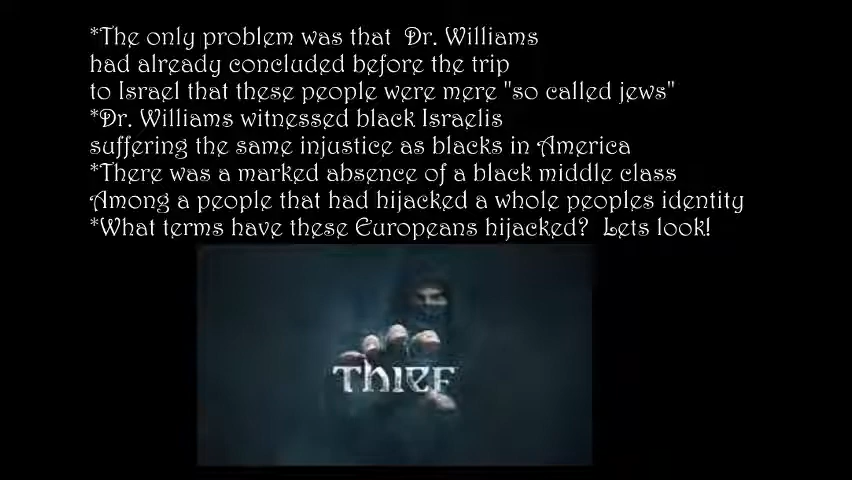 *The only problem was that Dr. Williams
had already concluded before the trip
to Israel that these people were mere "so called jews"
*Dr. Williams witnessed black Israelis
suffering the same injustice as blacks in America
*There was a marked absence of a black middle class
Among a people that had hijacked a whole peoples identity
*What terms have these Europeans hijacked? Lets look!
THIEF